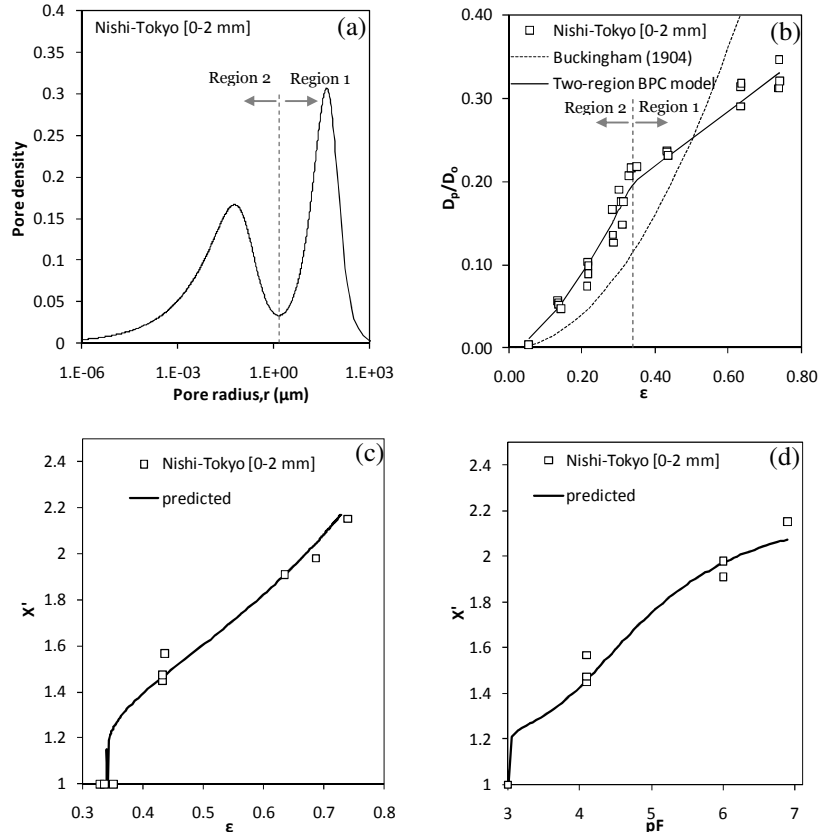 Nishi-Tokyo [0-2 mm]
(a)
Region 2
Region 1
Pore density
0.4
0.35
0.3
0.25
0.2
0.15
0.1
0.05
0
1.E-06
1.E-03
1.E+00
1.E+03
Pore radius,r (µm)
(b)
Nishi-Tokyo [0-2 mm]
Buckingham (1904)
Two-region BPC model
Region 2
Region 1
Dp/Do
0.40
0.30
0.20
0.10
0.00
0.00
0.20
0.40
0.60
0.80
ε
(c)
Nishi-Tokyo [0-2 mm]
predicted
X'
2.4
2.2
2
1.8
1.6
1.4
1.2
1
0.3
0.4
0.5
0.6
0.7
0.8
ε
(d)
Nishi-Tokyo [0-2 mm]
predicted
X'
2.4
2.2
2
1.8
1.6
1.4
1.2
1
3
4
5
6
7
pF